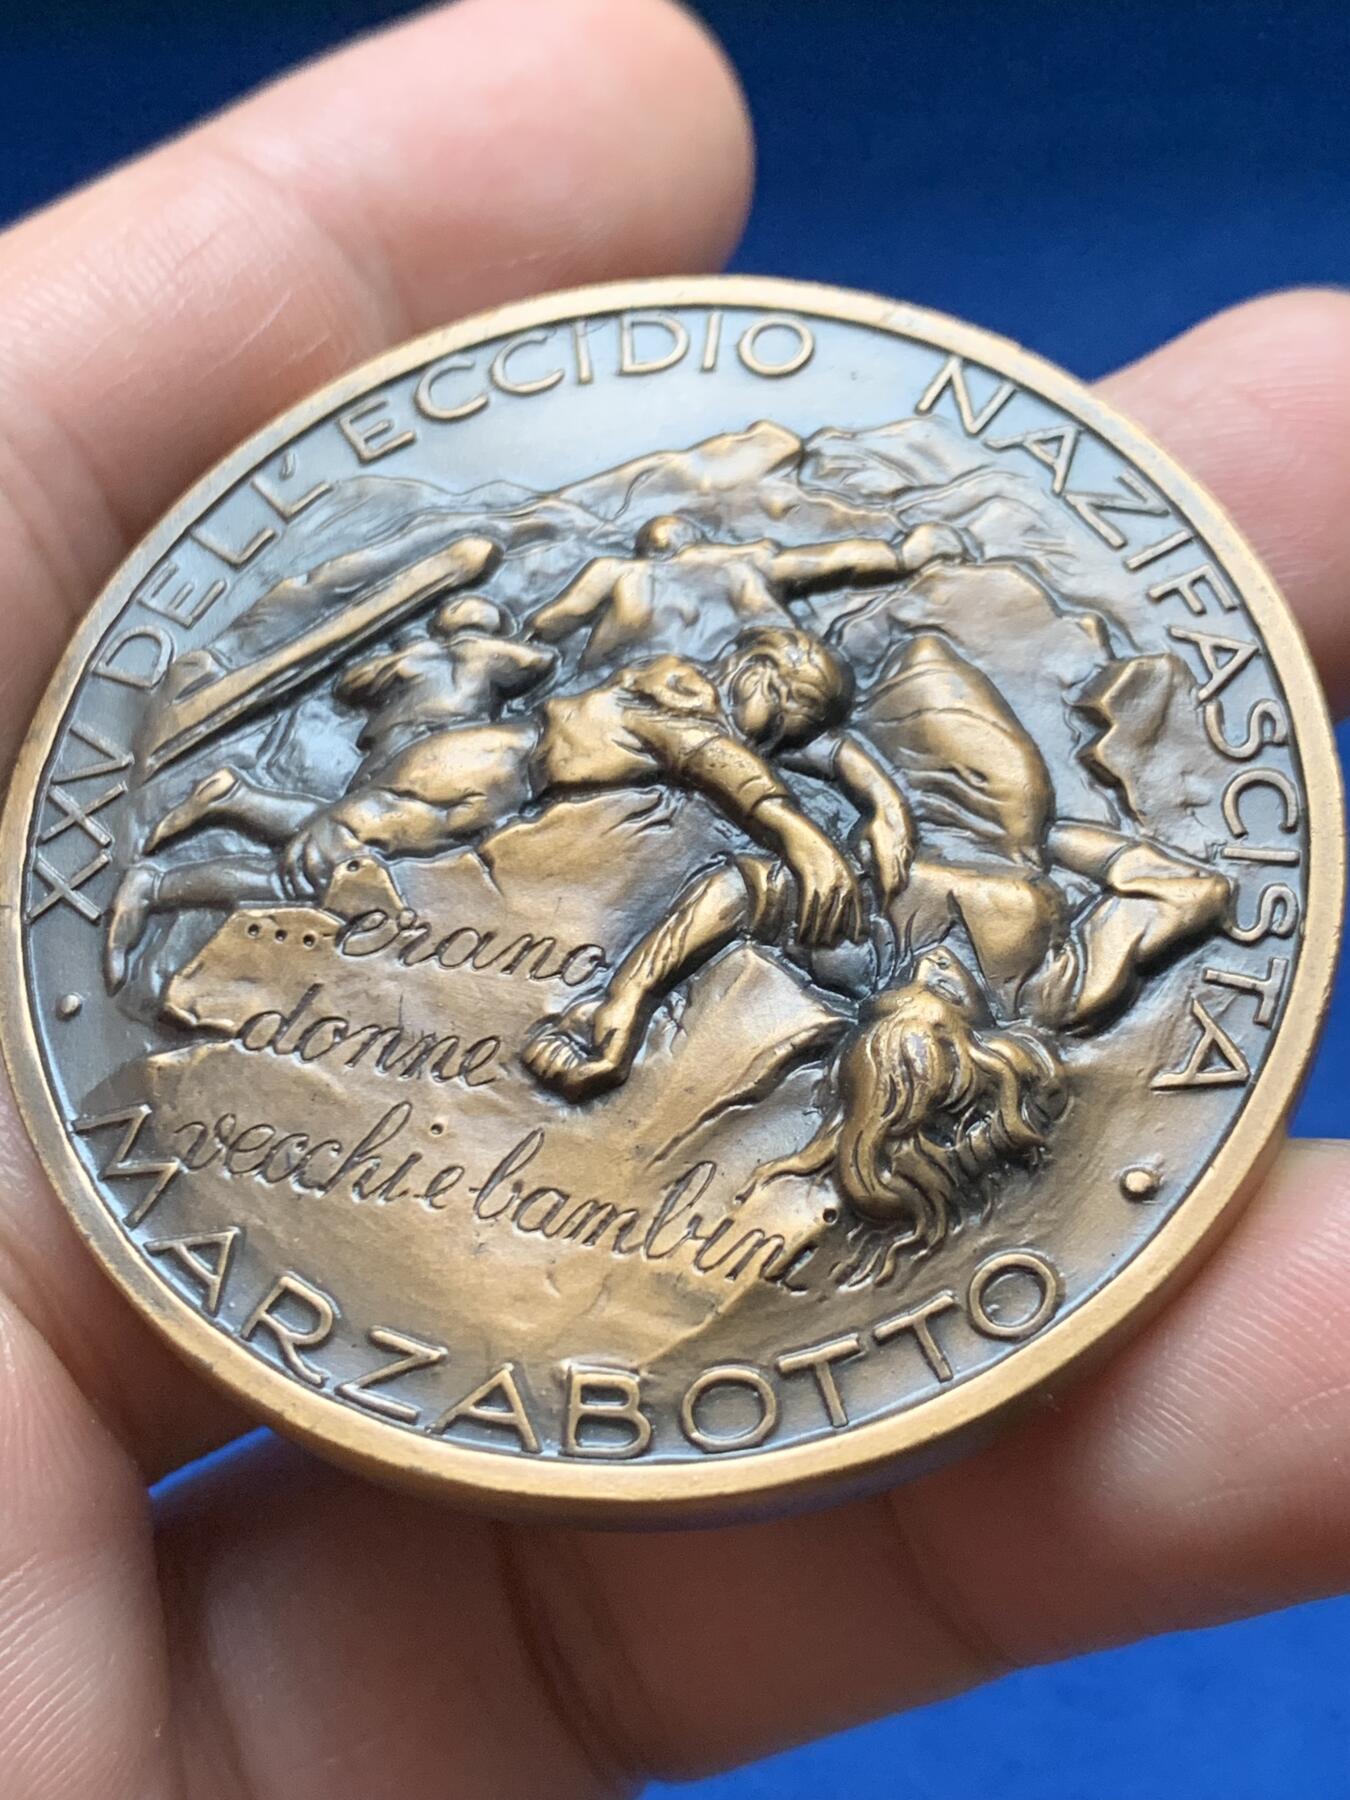 XXV DELL' ECCIDIO NAZIFASCISTA
... erano
donne
vecchi e bambini
MARZABOTTO